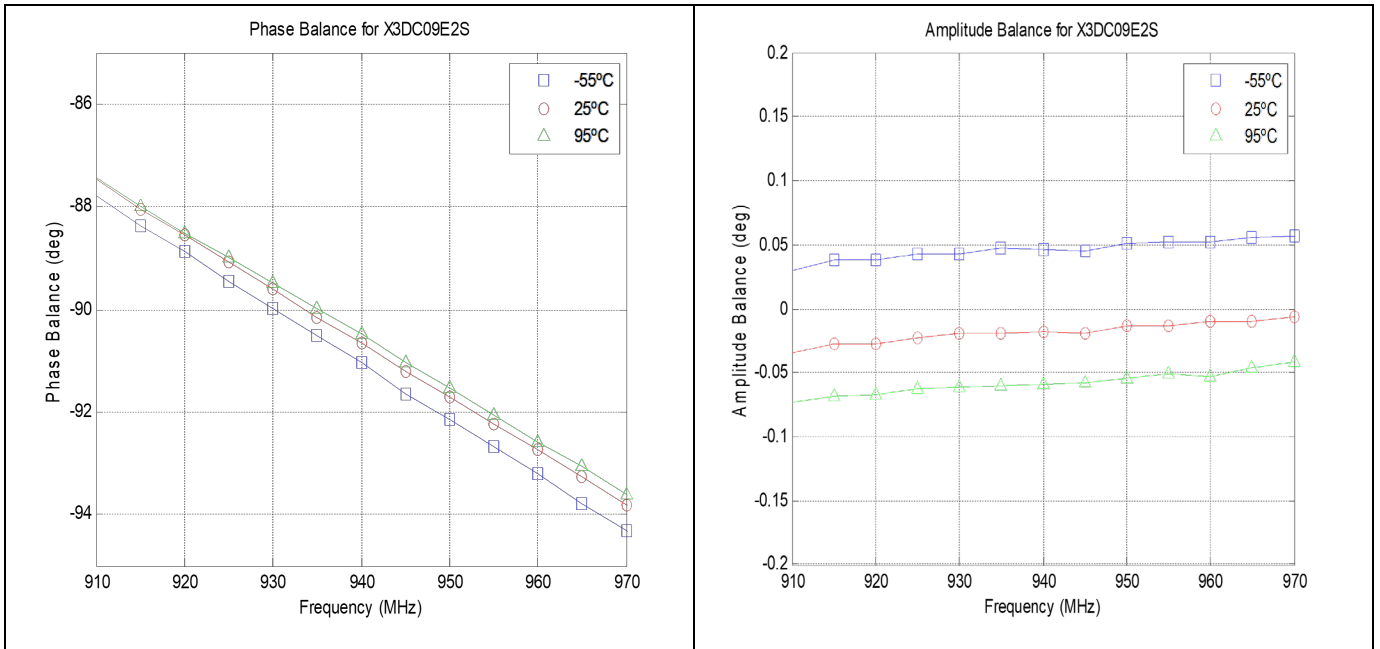 Phase Balance for X3DC09E2S
-86
-88
-90
-92
-94
Phase Balance (deg)
-55ºC
25ºC
95ºC
910 920 930 940 950 960 970
Frequency (MHz)
Amplitude Balance for X3DC09E2S
0.2
0.15
0.1
0.05
0
-0.05
-0.1
-0.15
-0.2
Amplitude Balance (deg)
-55ºC
25ºC
95ºC
910 920 930 940 950 960 970
Frequency (MHz)